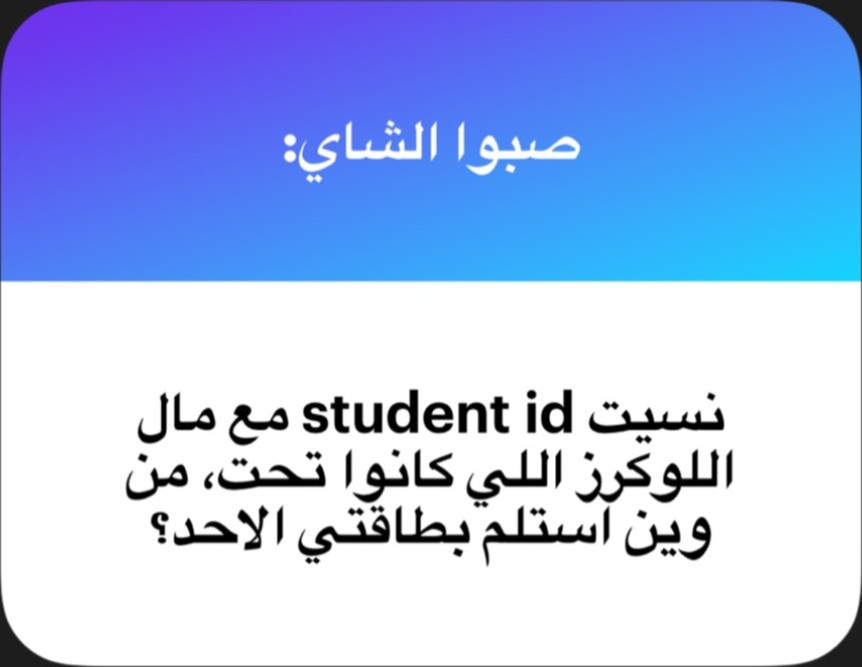 صبوا الشاي:
نسيت student id مع مال
اللوكرز اللي كانوا تحت، من
وين استلم بطاقتي الاحد؟